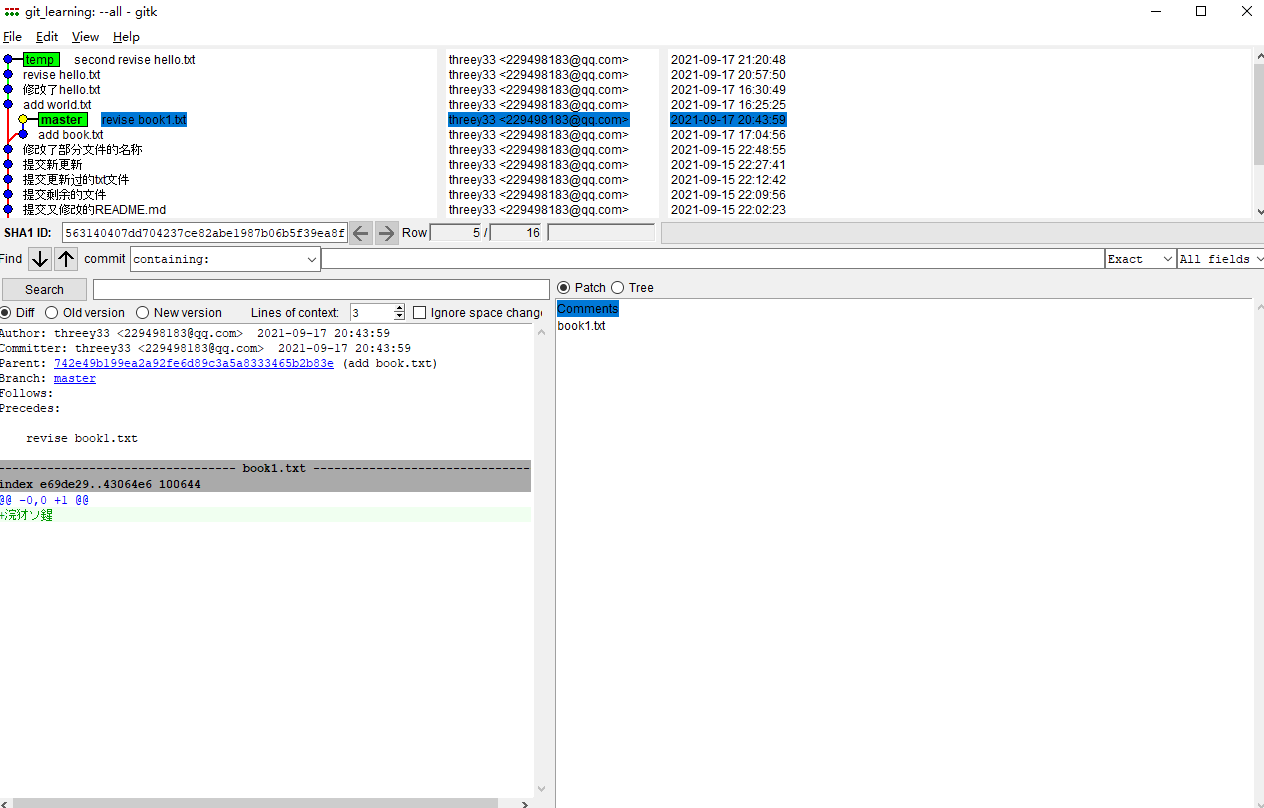 git_learning: --all - gitk
File Edit View Help
temp second revise hello.txt threey33 <229498183@qq.com> 2021-09-17 21:20:48
revise hello.txt threey33 <229498183@qq.com> 2021-09-17 20:57:50
修改了hello.txt threey33 <229498183@qq.com> 2021-09-17 16:30:49
add world.txt threey33 <229498183@qq.com> 2021-09-17 16:25:25
master revise book1.txt threey33 <229498183@qq.com> 2021-09-17 20:43:59
add book.txt threey33 <229498183@qq.com> 2021-09-17 17:04:56
修改了部分文件的名称 threey33 <229498183@qq.com> 2021-09-15 22:48:55
提交新更新 threey33 <229498183@qq.com> 2021-09-15 22:27:41
提交更新过的txt文件 threey33 <229498183@qq.com> 2021-09-15 22:12:42
提交剩余的文件 threey33 <229498183@qq.com> 2021-09-15 22:09:56
提交又修改的README.md threey33 <229498183@qq.com> 2021-09-15 22:02:23
SHA1 ID: 563140407dd704237ce82abe1987b06b5f39ea8f Row 5 / 16
Find commit containing: Exact All fields
Search Patch Tree
Diff Old version New version Lines of context: 3 Ignore space change
Comments
book1.txt
Author: threey33 <229498183@qq.com> 2021-09-17 20:43:59
Committer: threey33 <229498183@qq.com> 2021-09-17 20:43:59
Parent: 742e49b199ea2a92fe6d89c3a5a8333465b2b83e (add book.txt)
Branch: master
Follows:
Precedes:
revise book1.txt
------------------------------- book1.txt -------------------------------
index e69de29..43064e6 100644
@@ -0,0 +1 @@